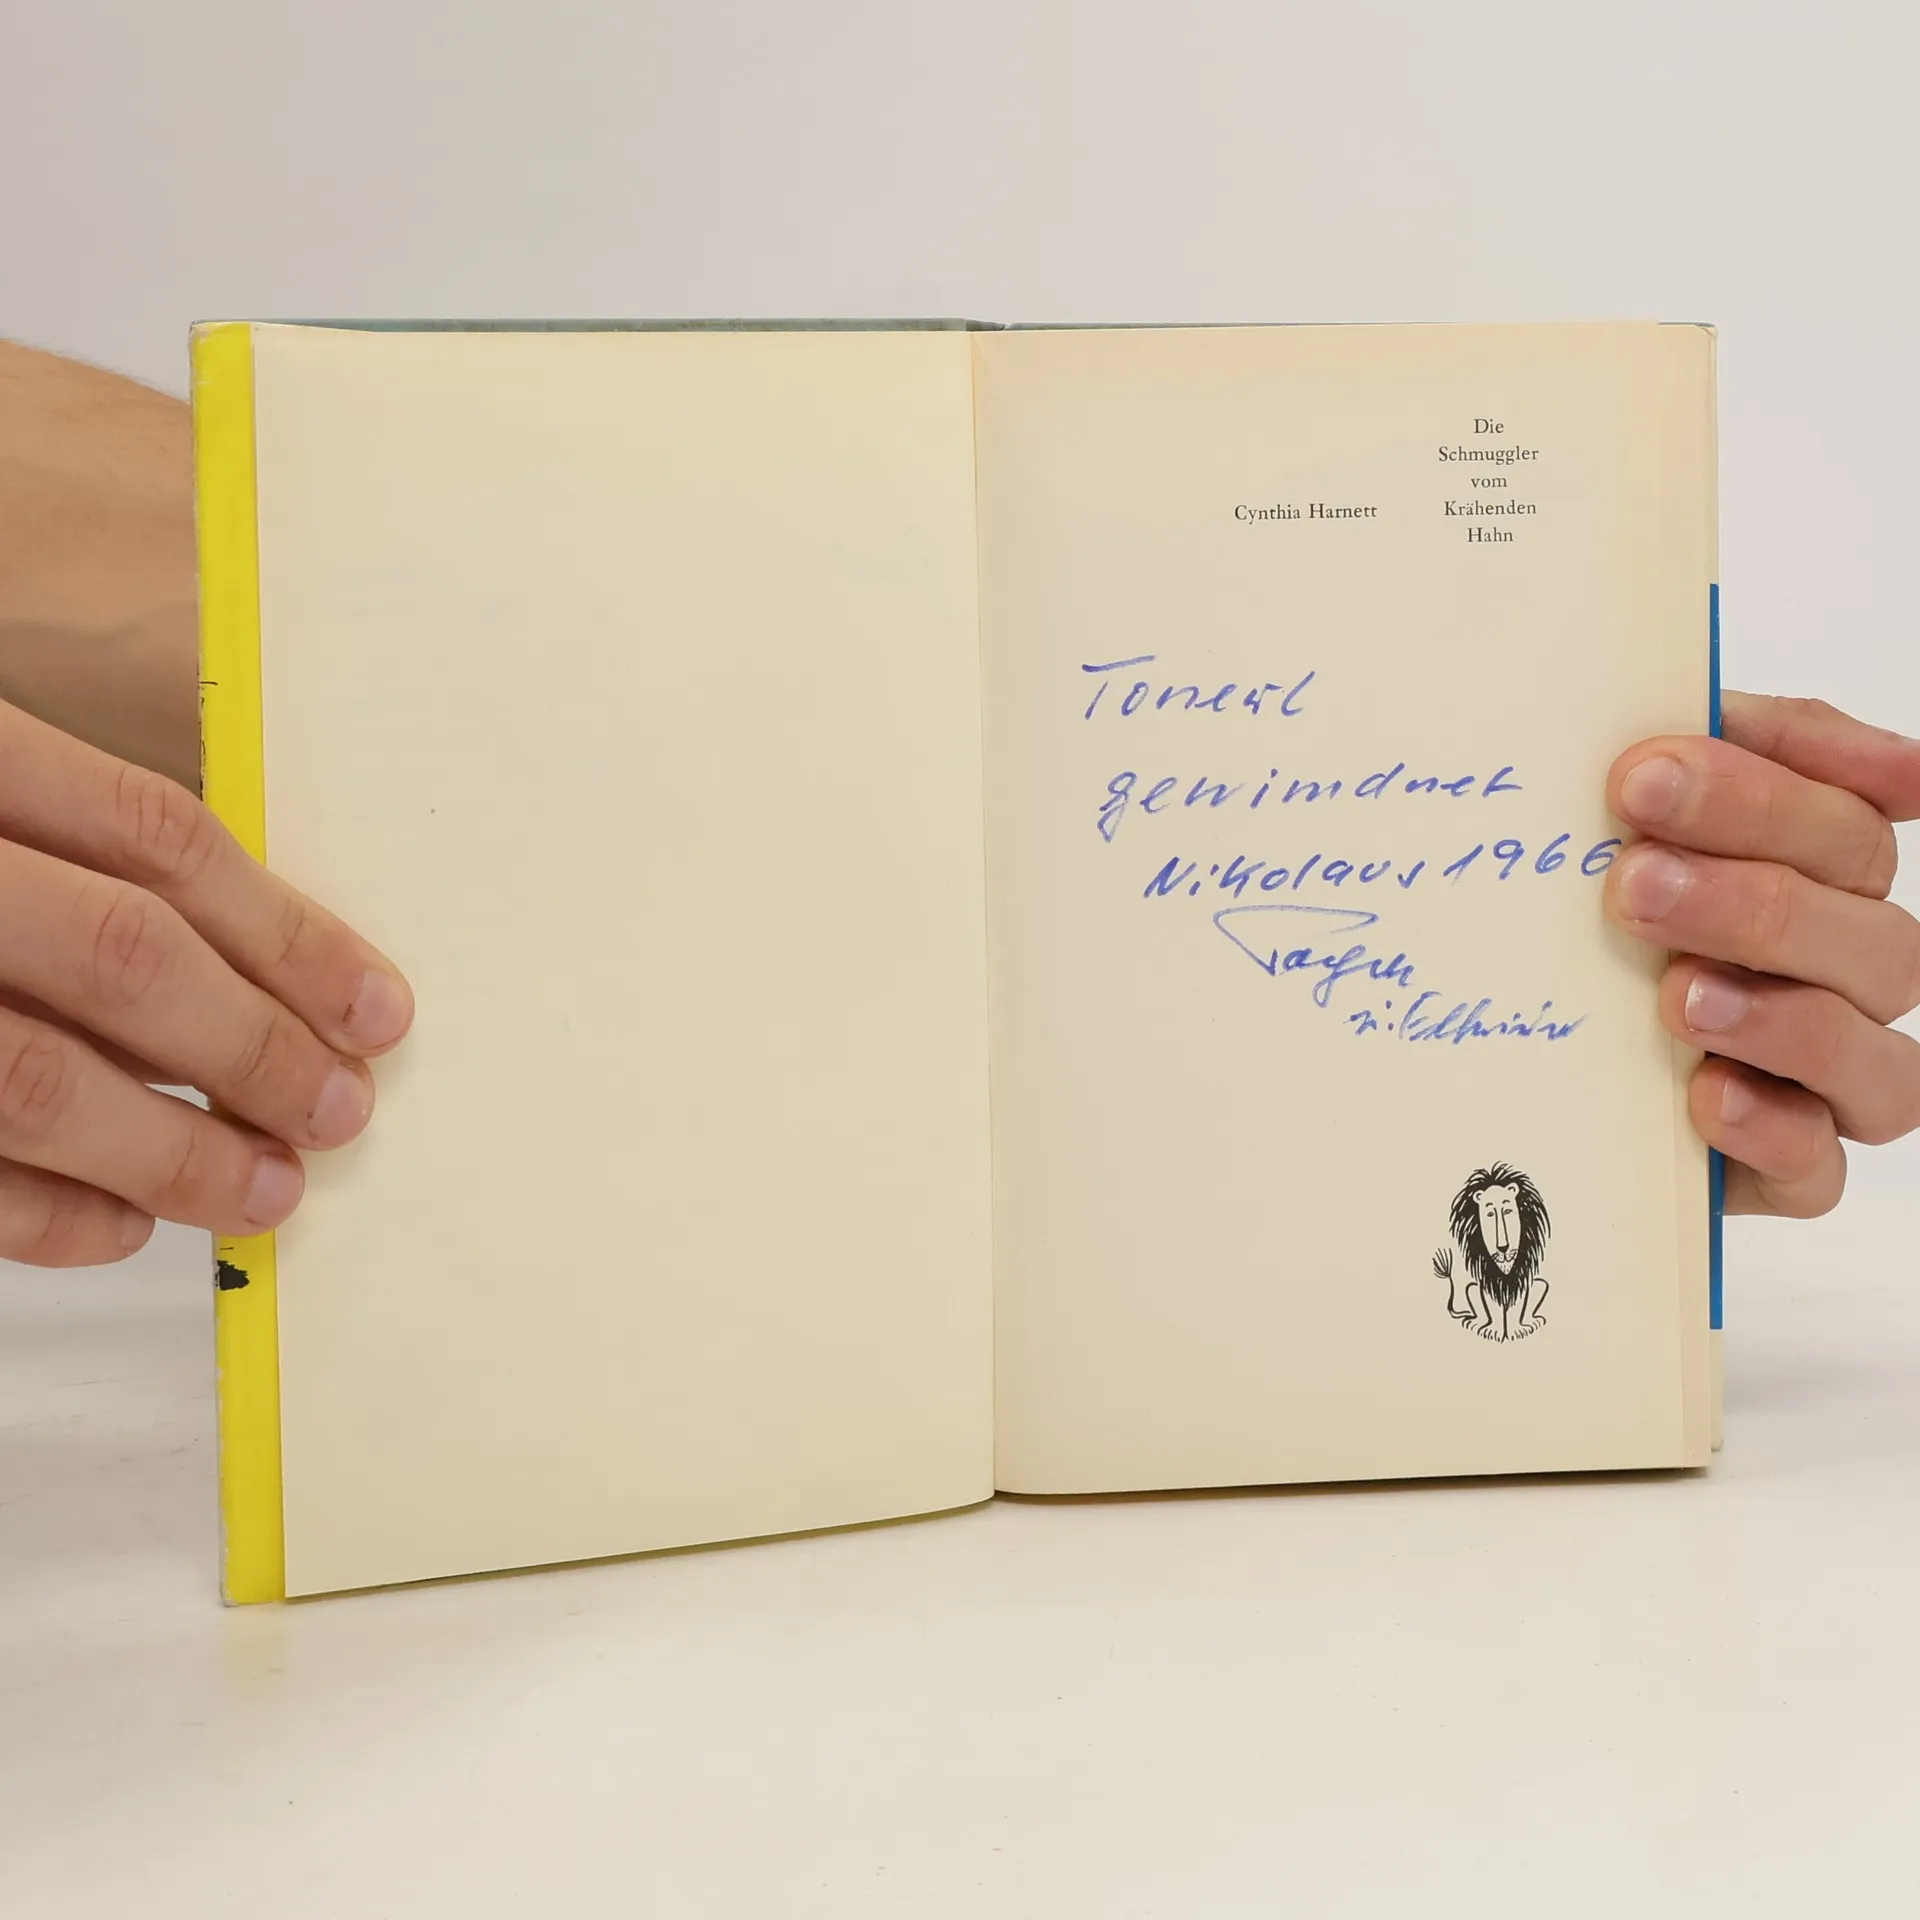 Cynthia Harnett
Die
Schmuggler
vom
Krähenden
Hahn
Tonerl
gewimdnet
Nikolaus 1966